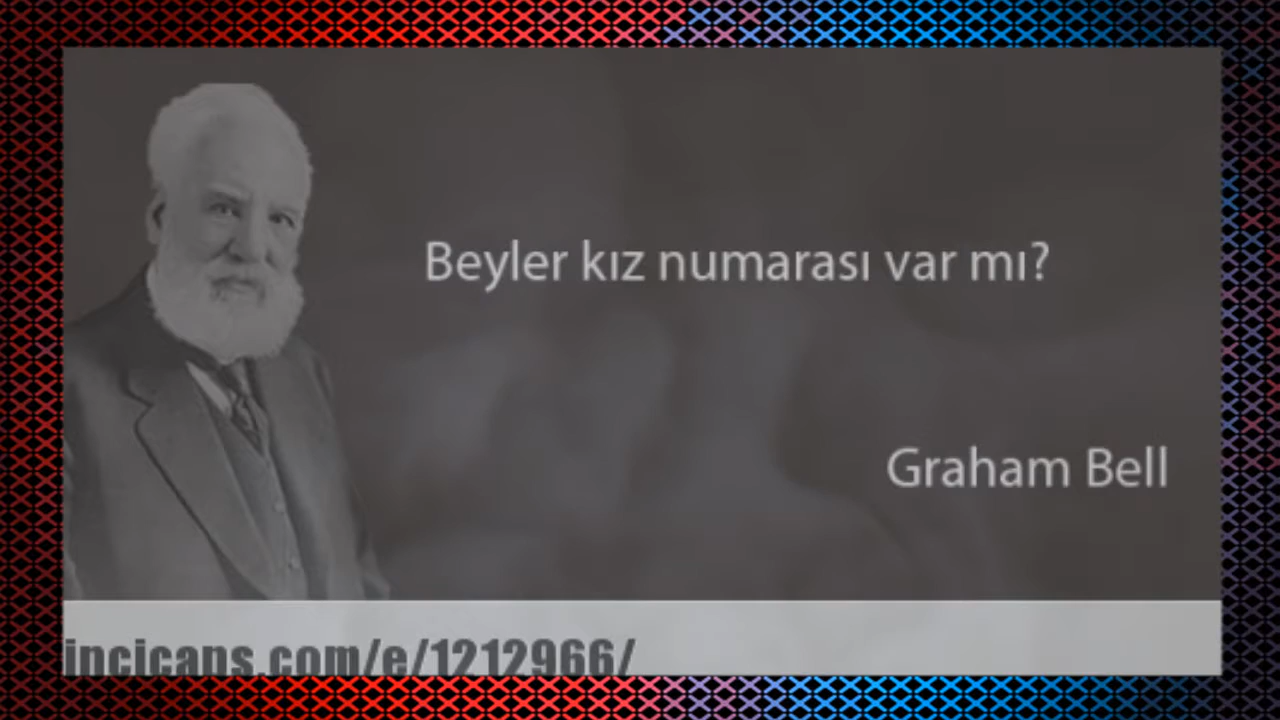 Beyler kız numarası var mı?
Graham Bell
incicaps.com/e/1212966/